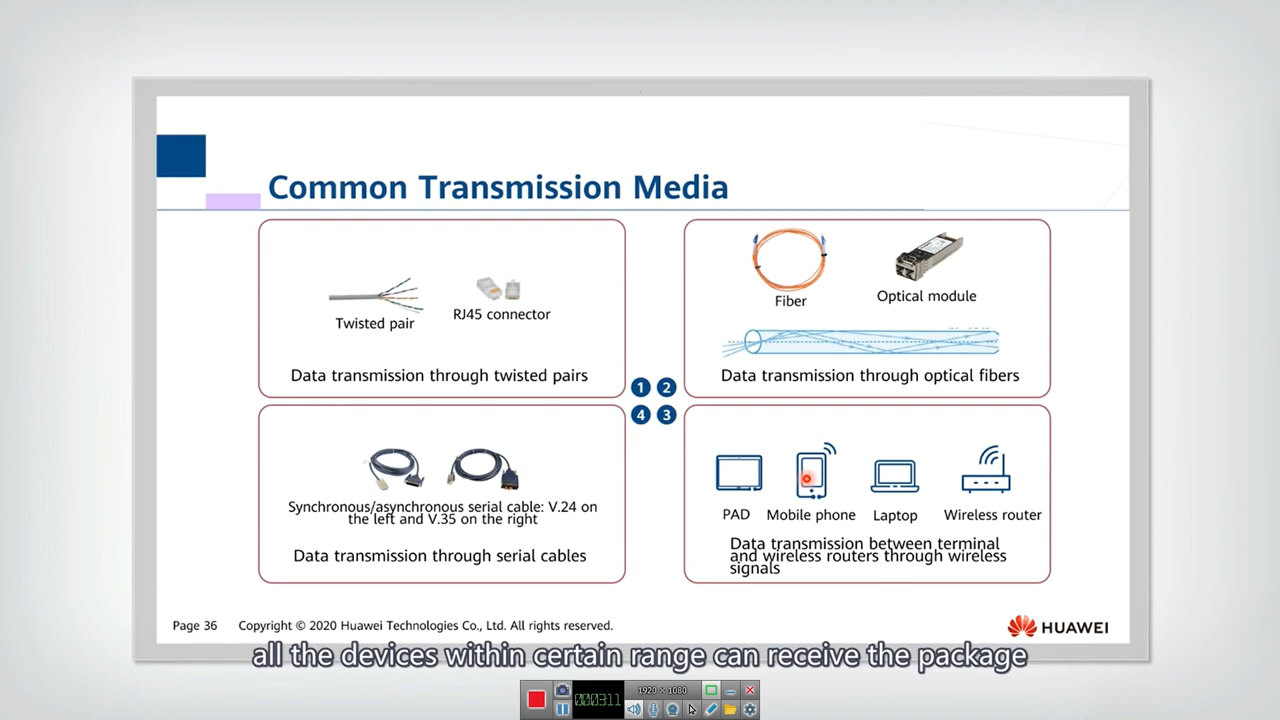 Common Transmission Media
Twisted pair
RJ45 connector
Data transmission through twisted pairs
Fiber
Optical module
Data transmission through optical fibers
1 2
4 3
Synchronous/asynchronous serial cable: V.24 on
the left and V.35 on the right
Data transmission through serial cables
PAD
Mobile phone
Laptop
Wireless router
Data transmission between terminal
and wireless routers through wireless
signals
Page 36
Copyright © 2020 Huawei Technologies Co., Ltd. All rights reserved.
HUAWEI
all the devices within certain range can receive the package
1920 × 1080